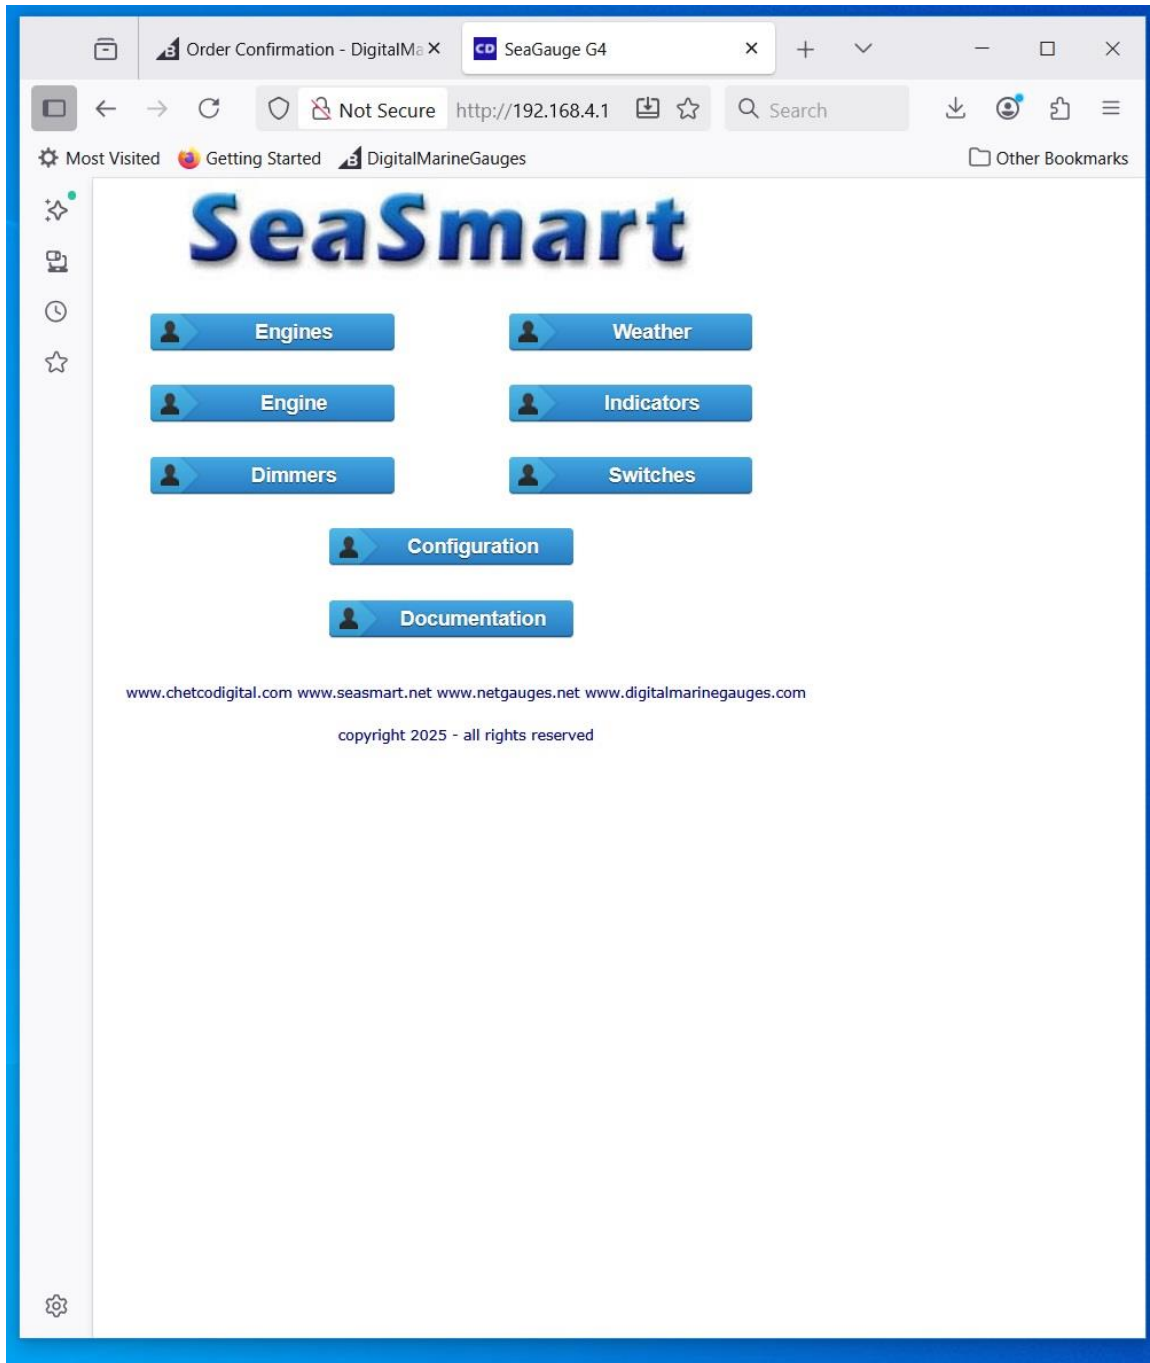 Order Confirmation - DigitalMa
CD SeaGauge G4
Not Secure http://192.168.4.1 Search
Most Visited Getting Started DigitalMarineGauges Other Bookmarks
SeaSmart
Engines Weather
Engine Indicators
Dimmers Switches
Configuration
Documentation
www.chetcodigital.com www.seasmart.net www.netgauges.net www.digitalmarinegauges.com
copyright 2025 - all rights reserved